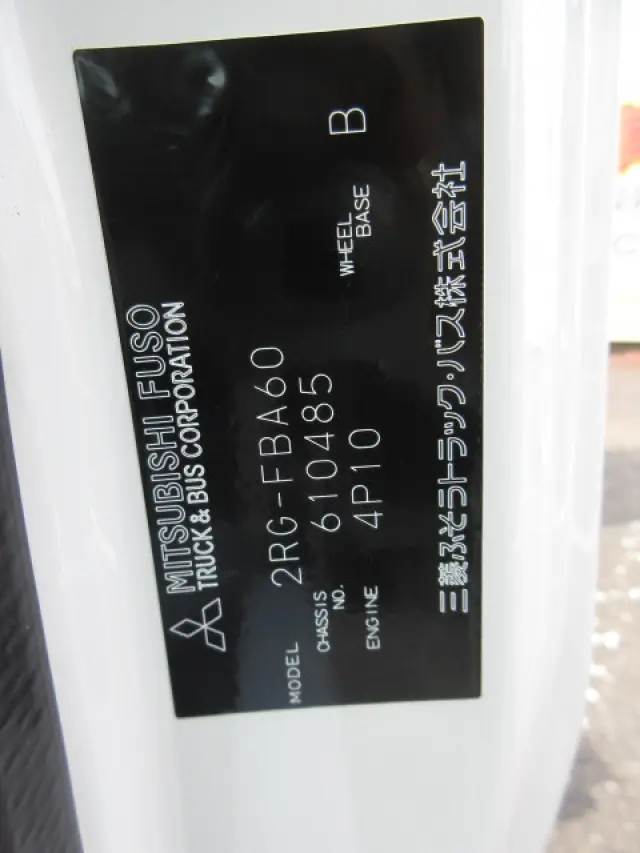 MITSUBISHI FUSO
TRUCK & BUS CORPORATION
MODEL 2RG-FBA60
CHASSIS NO. 610485
ENGINE 4P10
WHEEL BASE B
三菱ふそうトラック・バス株式会社